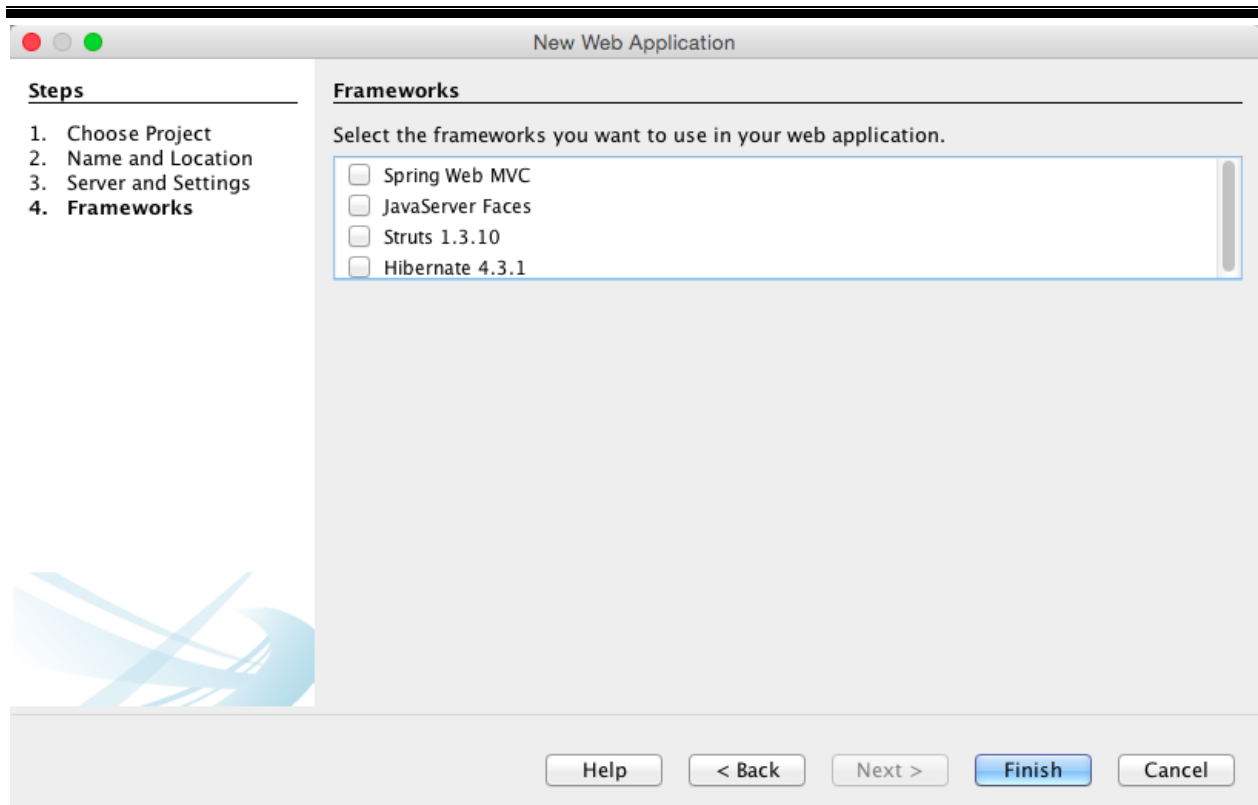 New Web Application
Steps
1. Choose Project
2. Name and Location
3. Server and Settings
4. Frameworks
Frameworks
Select the frameworks you want to use in your web application.
Spring Web MVC
JavaServer Faces
Struts 1.3.10
Hibernate 4.3.1
Help < Back Next > Finish Cancel